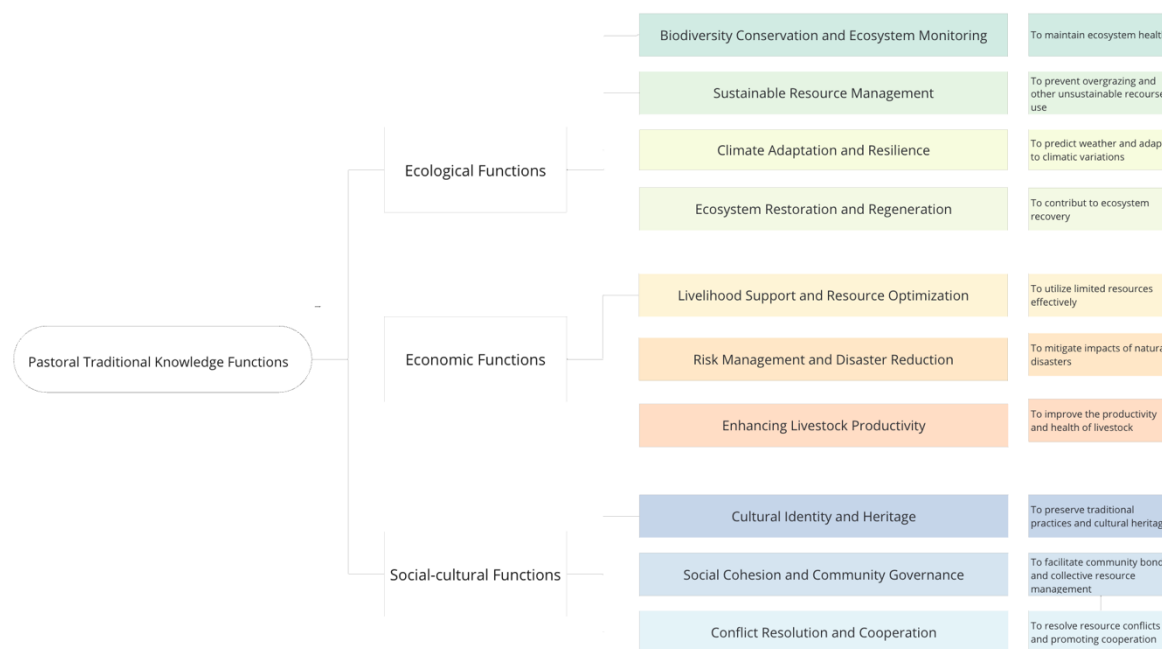 Biodiversity Conservation and Ecosystem Monitoring
To maintain ecosystem healt
Sustainable Resource Management
To prevent overgrazing and
other unsustainable recourse
use
Climate Adaptation and Resilience
To predict weather and adap
to climatic variations
Ecological Functions
Ecosystem Restoration and Regeneration
To contribut to ecosystem
recovery
Livelihood Support and Resource Optimization
To utilize limited resources
effectively
Pastoral Traditional Knowledge Functions
Economic Functions
Risk Management and Disaster Reduction
To mitigate impacts of natura
disasters
Enhancing Livestock Productivity
To improve the productivity
and health of livestock
Cultural Identity and Heritage
To preserve traditional
practices and cultural heritag
Social-cultural Functions
Social Cohesion and Community Governance
To facilitate community bond
and collective resource
management
Conflict Resolution and Cooperation
To resolve resource conflicts
and promoting cooperation